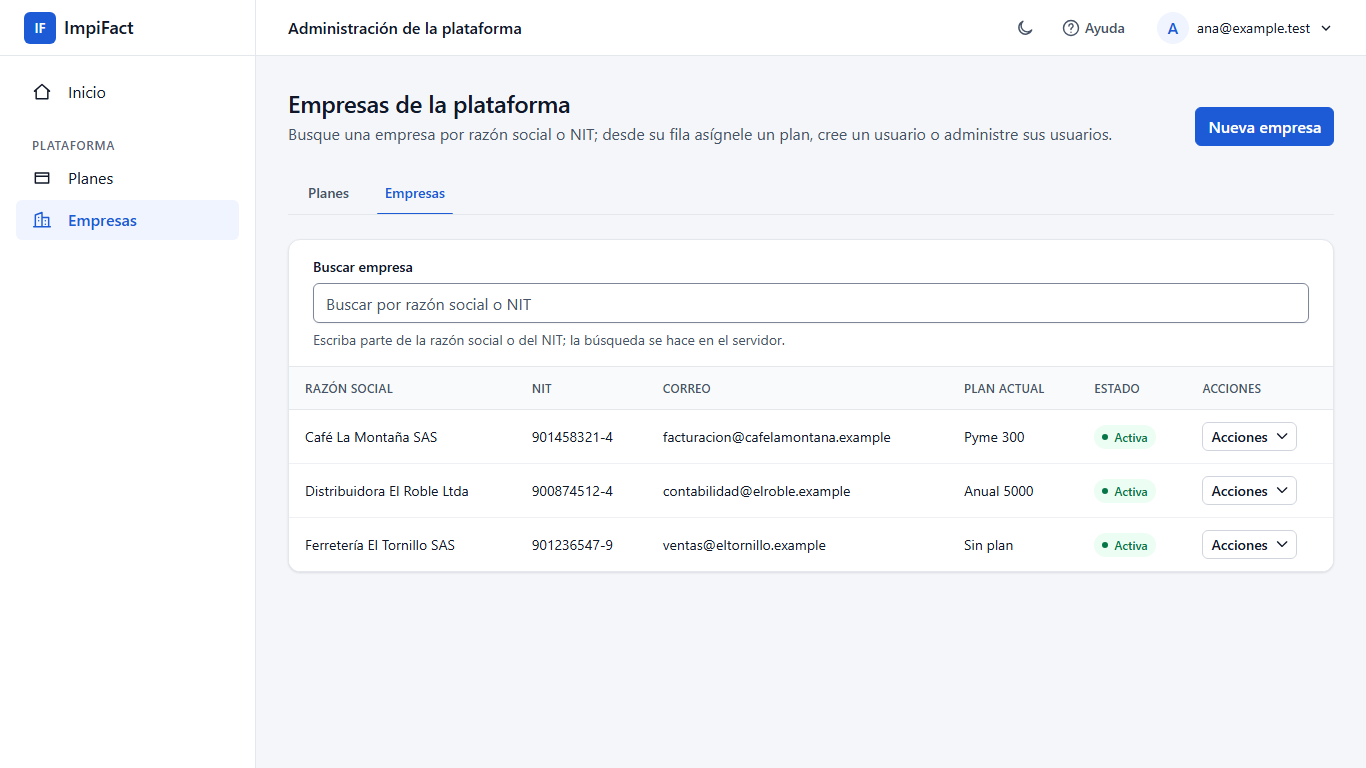 IF ImpiFact
Administración de la plataforma
Ayuda
A ana@example.test
Inicio
PLATAFORMA
Planes
Empresas
Empresas de la plataforma
Busque una empresa por razón social o NIT; desde su fila asígnele un plan, cree un usuario o administre sus usuarios.
Nueva empresa
Planes Empresas
Buscar empresa
Buscar por razón social o NIT
Escriba parte de la razón social o del NIT; la búsqueda se hace en el servidor.
RAZÓN SOCIAL NIT CORREO PLAN ACTUAL ESTADO ACCIONES
Café La Montaña SAS 901458321-4 facturacion@cafelamontana.example Pyme 300 Activa Acciones
Distribuidora El Roble Ltda 900874512-4 contabilidad@elroble.example Anual 5000 Activa Acciones
Ferretería El Tornillo SAS 901236547-9 ventas@eltornillo.example Sin plan Activa Acciones